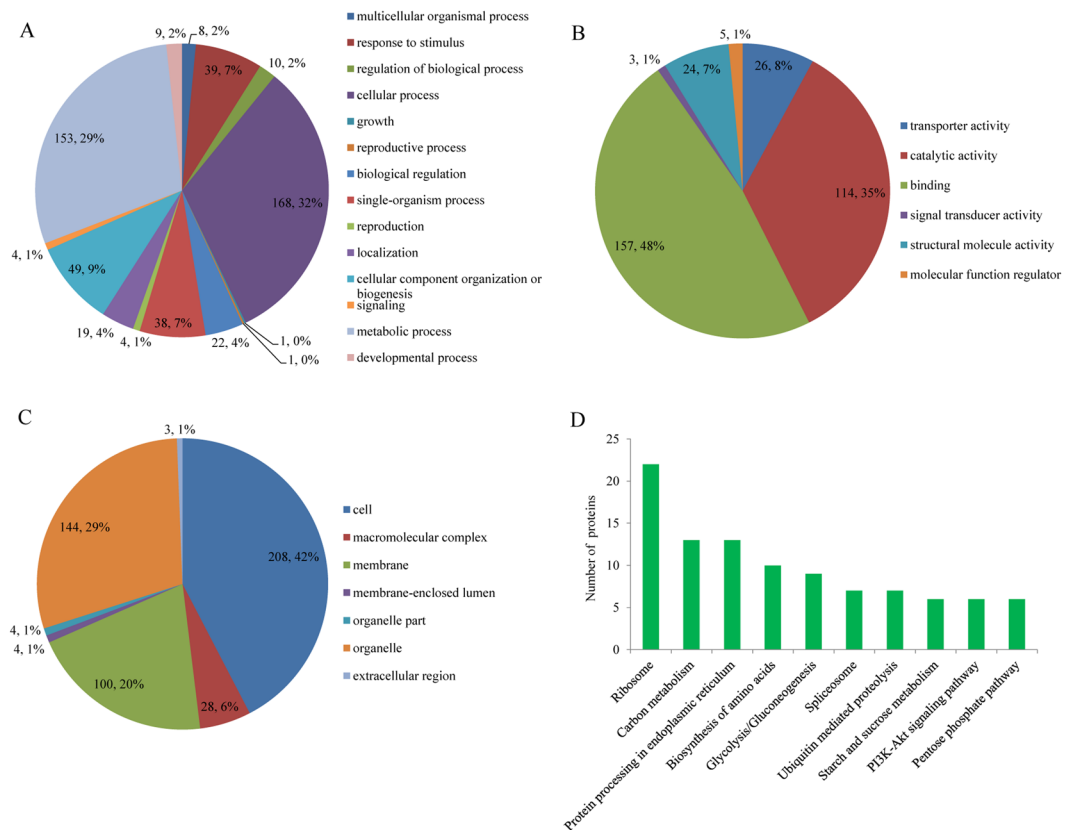 A
9, 2%
8, 2%
39, 7%
10, 2%
153, 29%
168, 32%
4, 1%
49, 9%
19, 4%
4, 1%
38, 7%
22, 4%
1, 0%
1, 0%
multicellular organismal process
response to stimulus
regulation of biological process
cellular process
growth
reproductive process
biological regulation
single-organism process
reproduction
localization
cellular component organization or
biogenesis
signaling
metabolic process
developmental process
B
5, 1%
3, 1%
24, 7%
26, 8%
114, 35%
157, 48%
transporter activity
catalytic activity
binding
signal transducer activity
structural molecule activity
molecular function regulator
C
3, 1%
144, 29%
208, 42%
4, 1%
4, 1%
100, 20%
28, 6%
cell
macromolecular complex
membrane
membrane-enclosed lumen
organelle part
organelle
extracellular region
D
Number of proteins
25
20
15
10
5
0
Ribosome
Carbon metabolism
Protein processing in endoplasmic reticulum
Biosynthesis of amino acids
Glycolysis/Gluconeogenesis
Spliceosome
Ubiquitin mediated proteolysis
Starch and sucrose metabolism
PI3K-Akt signaling pathway
Pentose phosphate pathway